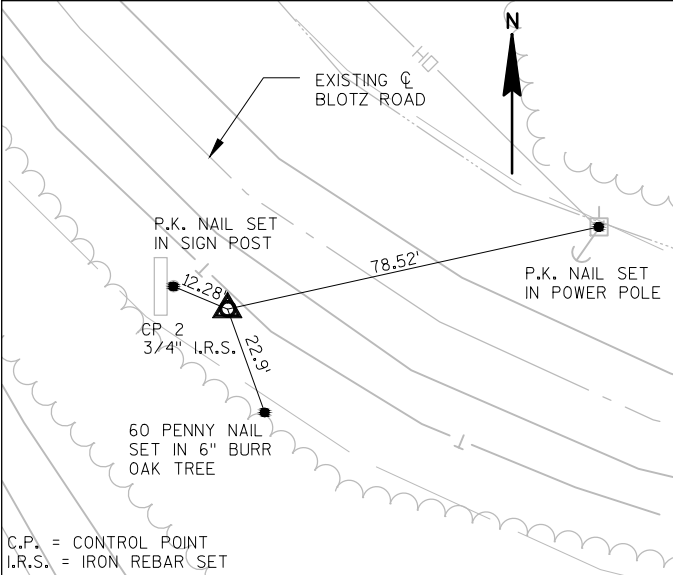 N
OH
EXISTING ℄
BLOTZ ROAD
P.K. NAIL SET
IN SIGN POST
T
78.52'
12.28'
P.K. NAIL SET
IN POWER POLE
CP 2
3/4" I.R.S.
22.9'
60 PENNY NAIL
SET IN 6" BURR
OAK TREE
T
C.P. = CONTROL POINT
I.R.S. = IRON REBAR SET